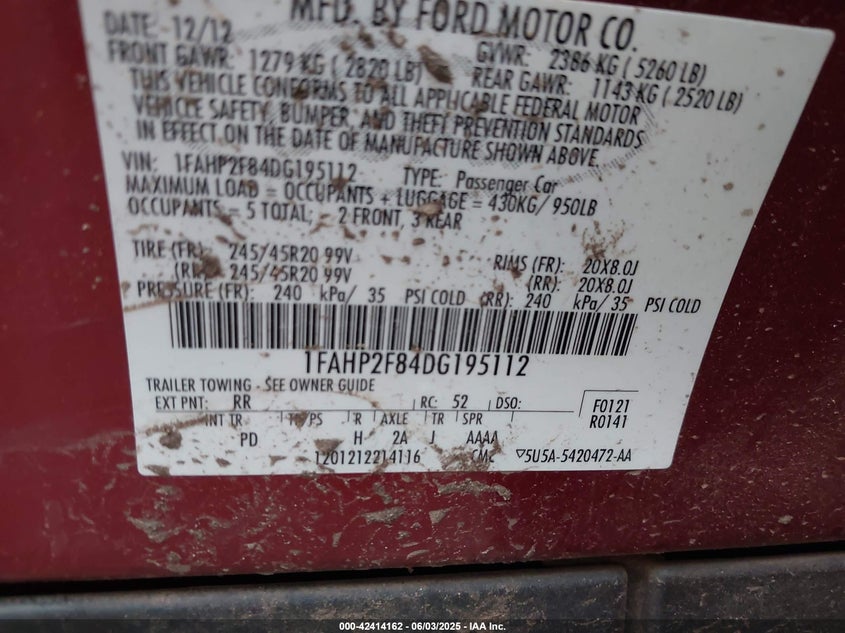 MFD. BY FORD MOTOR CO.
DATE: 12/12 GVWR: 2386 KG ( 5260 LB)
FRONT GAWR: 1279 KG ( 2820 LB) REAR GAWR: 1143 KG ( 2520 LB)
THIS VEHICLE CONFORMS TO ALL APPLICABLE FEDERAL MOTOR
VEHICLE SAFETY, BUMPER, AND THEFT PREVENTION STANDARDS
IN EFFECT ON THE DATE OF MANUFACTURE SHOWN ABOVE.
VIN: 1FAHP2F84DG195112 TYPE: Passenger Car
MAXIMUM LOAD = OCCUPANTS + LUGGAGE = 430KG/ 950LB
OCCUPANTS = 5 TOTAL; 2 FRONT, 3 REAR
TIRE (FR): 245/45R20 99V RIMS (FR): 20X8.0J
(RR): 245/45R20 99V (RR): 20X8.0J
PRESSURE (FR): 240 kPa/ 35 PSI COLD (RR): 240 kPa/ 35 PSI COLD
1FAHP2F84DG195112
TRAILER TOWING - SEE OWNER GUIDE
EXT PNT: RR RC: 52 DSO: F0121
INT TR TP/PS R AXLE TR SPR R0141
PD H 2A J AAAA
1201212214116 5U5A-5420472-AA
000-42414162 - 06/03/2025 - IAA Inc.